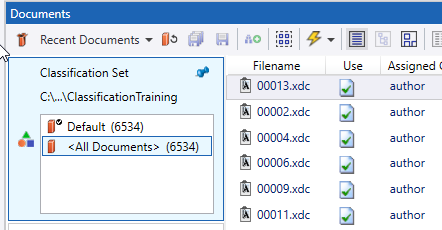 Documents
Recent Documents
Classification Set
C:\...\ClassificationTraining
Default (6534)
<All Documents> (6534)
Filename Use Assigned
00013.xdc author
00002.xdc author
00004.xdc author
00006.xdc author
00009.xdc author
00011.xdc author